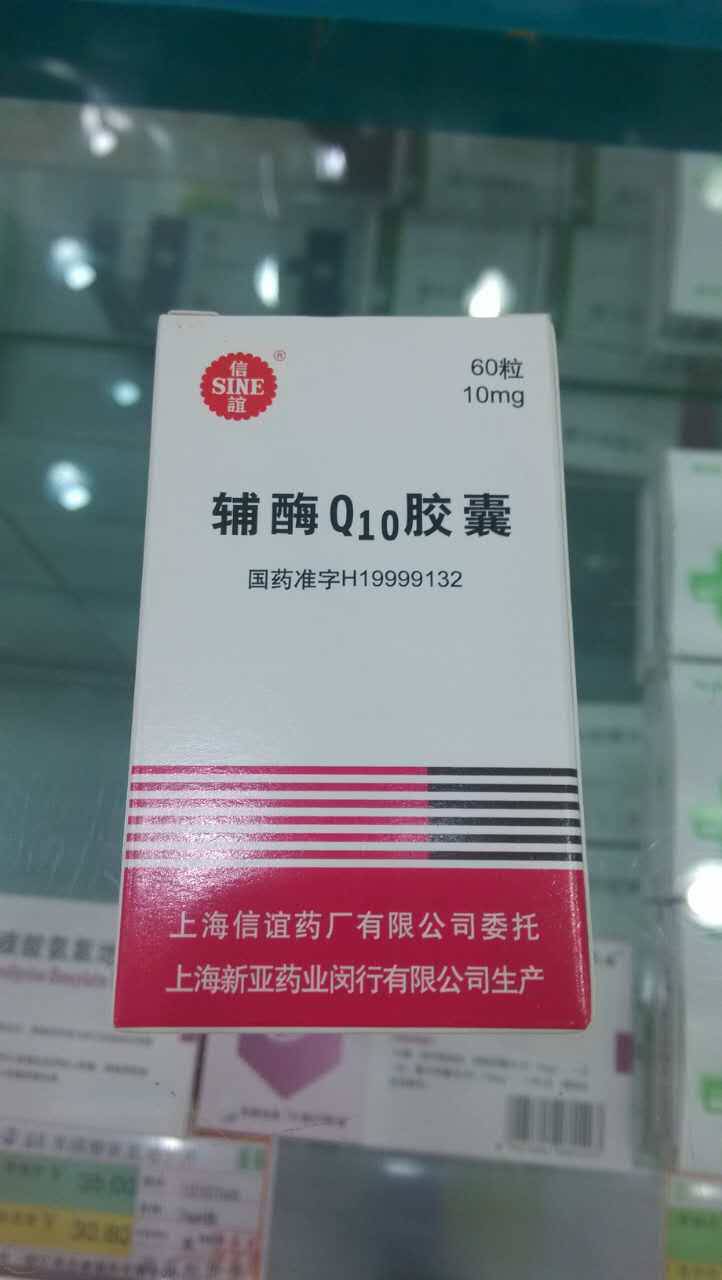 信
SINE
誼
®
60粒
10mg
辅酶Q10胶囊
国药准字H19999132
上海信谊药厂有限公司委托
上海新亚药业闵行有限公司生产
30.80